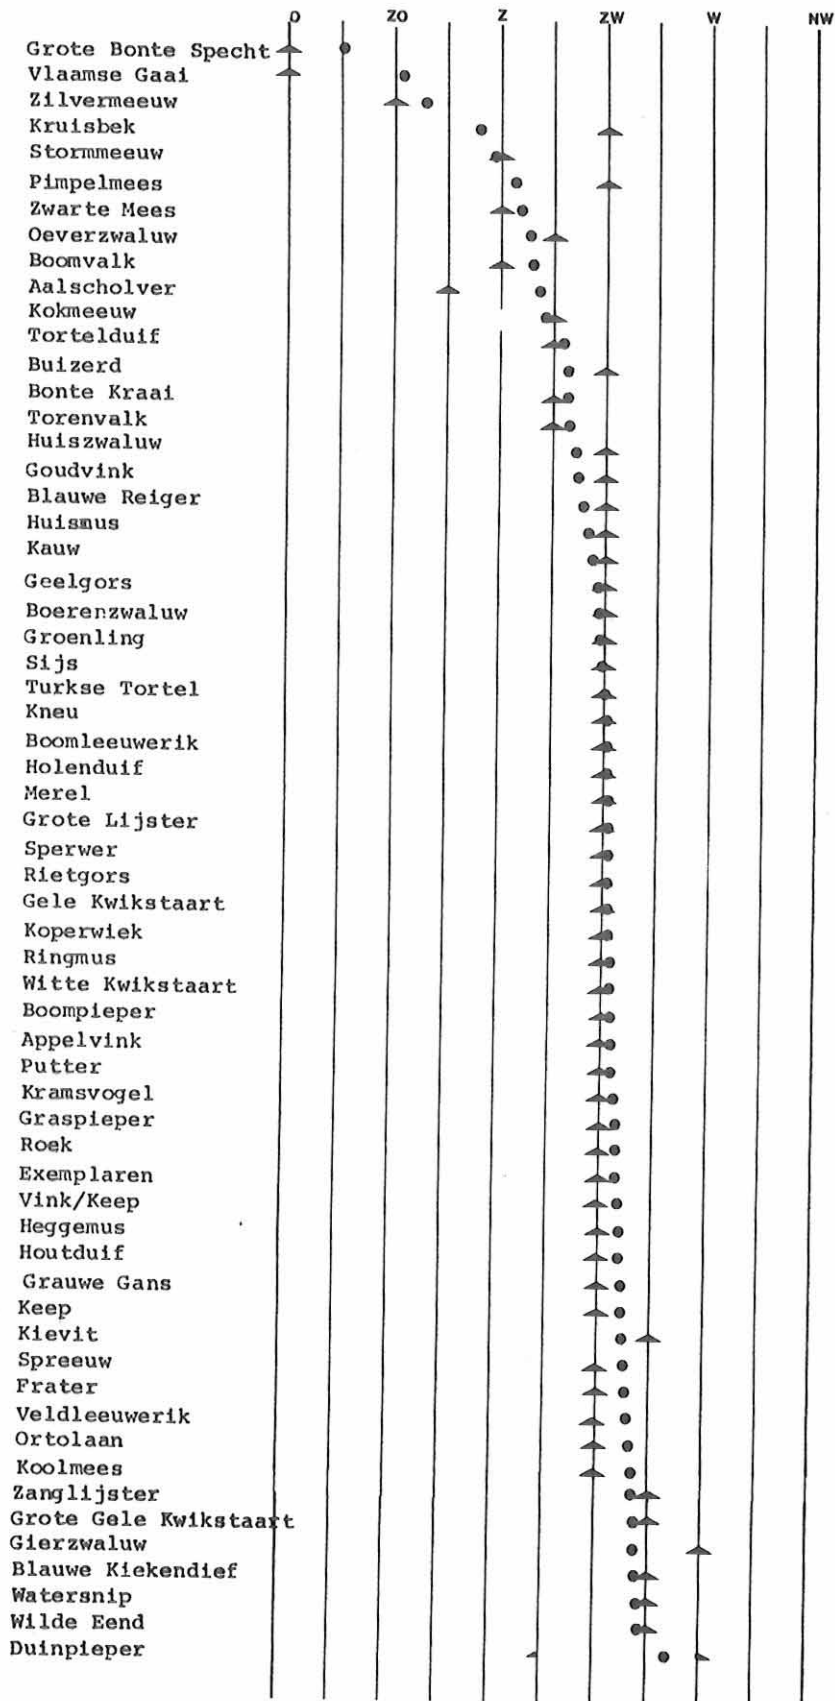 O ZO Z ZW W NW
Grote Bonte Specht
Vlaamse Gaai
Zilvermeeuw
Kruisbek
Stormmeeuw
Pimpelmees
Zwarte Mees
Oeverzwaluw
Boomvalk
Aalscholver
Kokmeeuw
Tortelduif
Buizerd
Bonte Kraai
Torenvalk
Huiszwaluw
Goudvink
Blauwe Reiger
Huismus
Kauw
Geelgors
Boerenzwaluw
Groenling
Sijs
Turkse Tortel
Kneu
Boomleeuwerik
Holenduif
Merel
Grote Lijster
Sperwer
Rietgors
Gele Kwikstaart
Koperwiek
Ringmus
Witte Kwikstaart
Boompieper
Appelvink
Putter
Kramsvogel
Graspieper
Roek
Exemplaren
Vink/Keep
Heggemus
Houtduif
Grauwe Gans
Keep
Kievit
Spreeuw
Frater
Veldleeuwerik
Ortolaan
Koolmees
Zanglijster
Grote Gele Kwikstaart
Gierzwaluw
Blauwe Kiekendief
Watersnip
Wilde Eend
Duinpieper